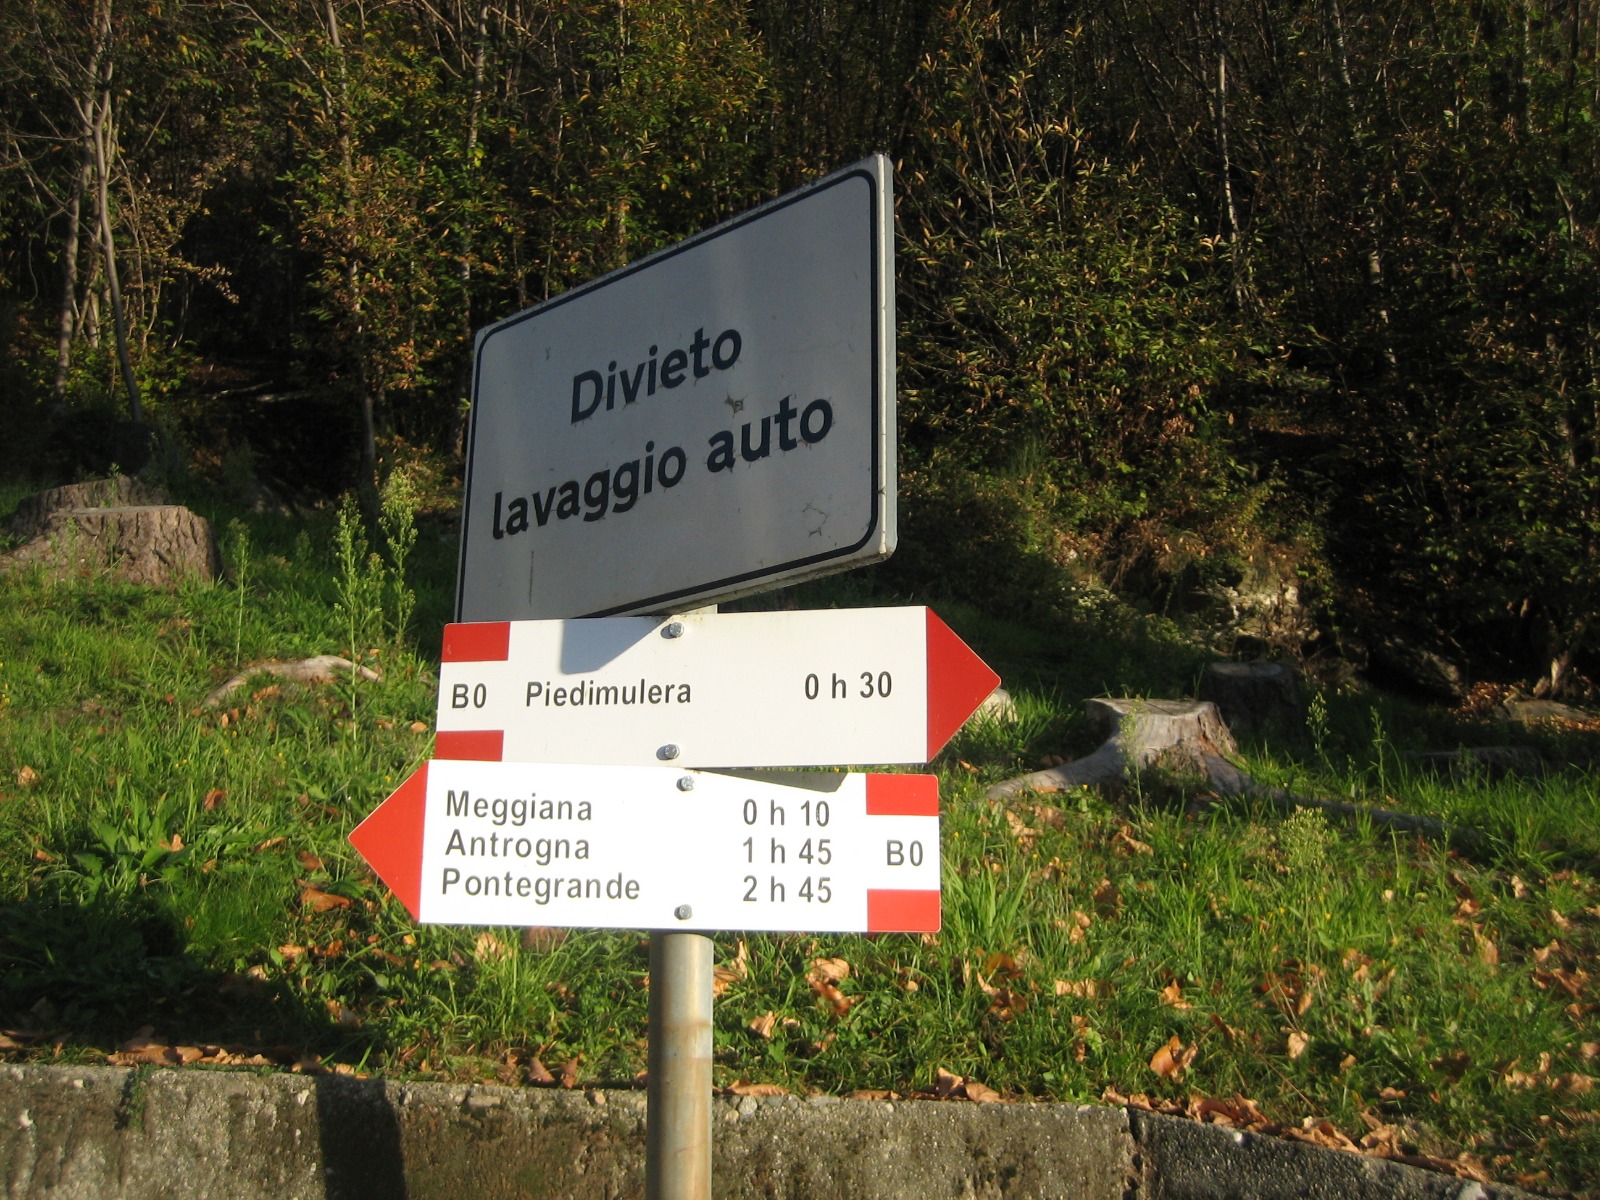 Divieto
lavaggio auto
B0 Piedimulera 0 h 30
Meggiana 0 h 10
Antrogna 1 h 45 B0
Pontegrande 2 h 45